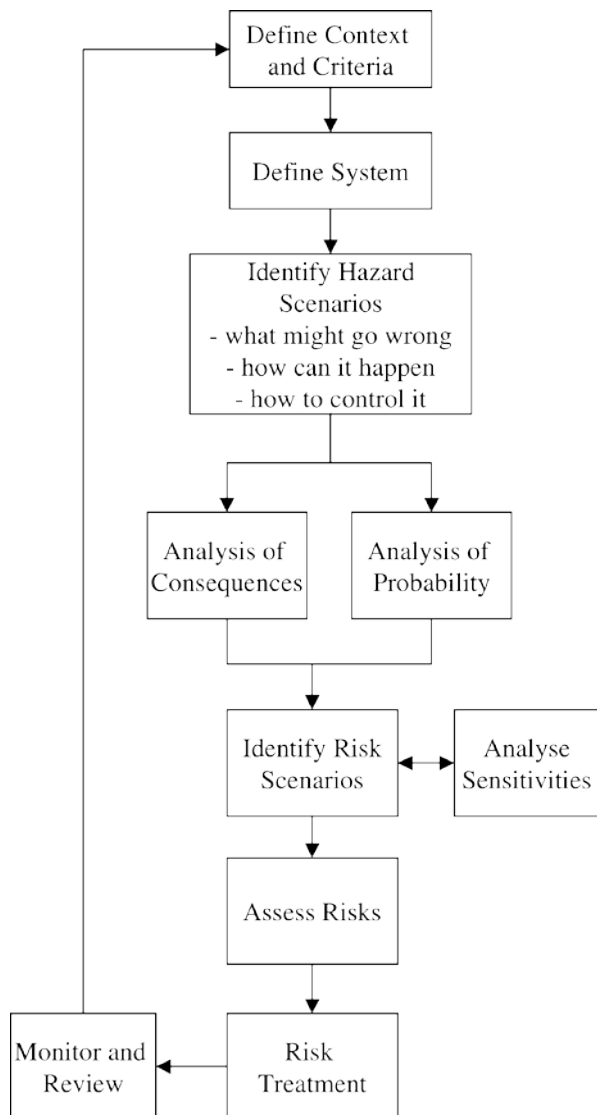 Define Context
and Criteria
Define System
Identify Hazard
Scenarios
- what might go wrong
- how can it happen
- how to control it
Analysis of
Consequences
Analysis of
Probability
Identify Risk
Scenarios
Analyse
Sensitivities
Assess Risks
Monitor and
Review
Risk
Treatment